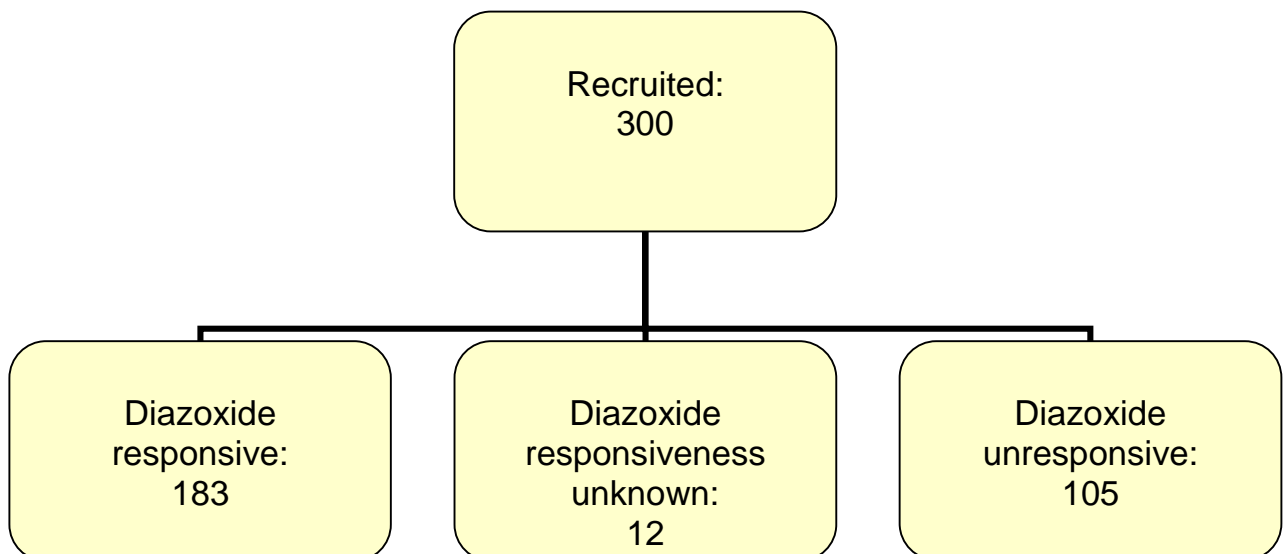 Recruited:
300
Diazoxide
responsive:
183
Diazoxide
responsiveness
unknown:
12
Diazoxide
unresponsive:
105